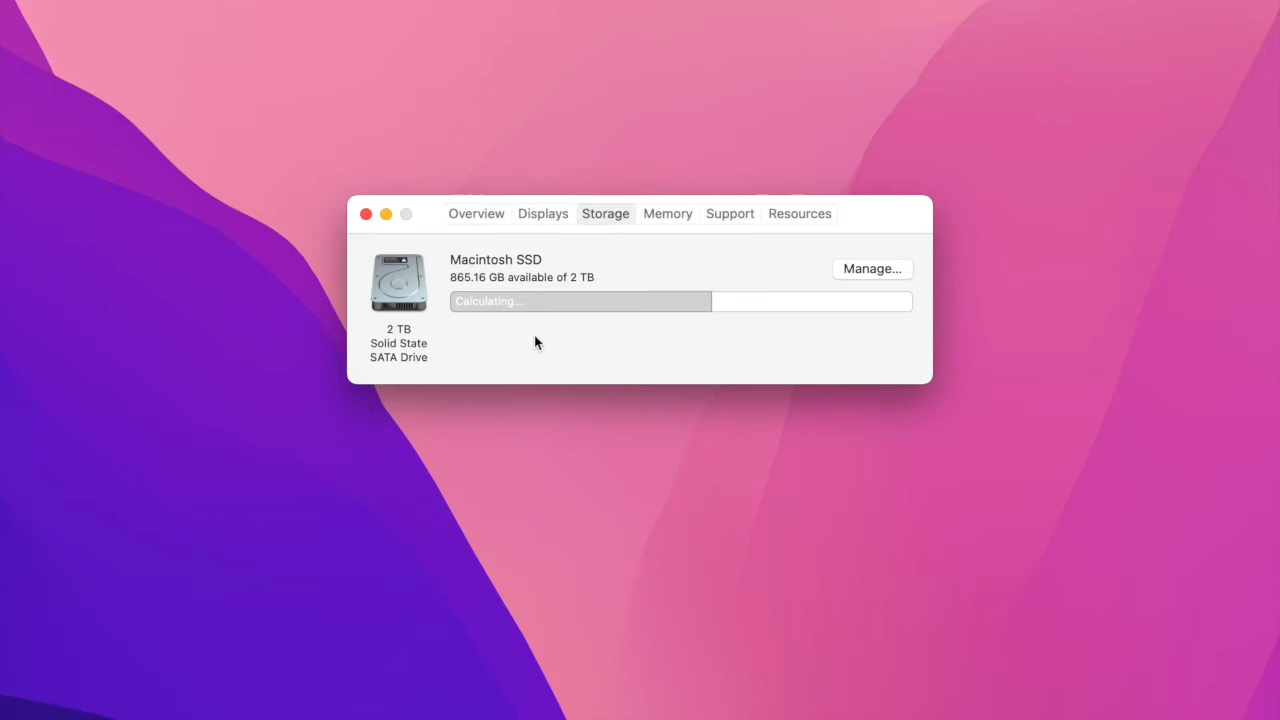 Overview Displays Storage Memory Support Resources
Macintosh SSD
865.16 GB available of 2 TB
Manage...
Calculating...
2 TB
Solid State
SATA Drive